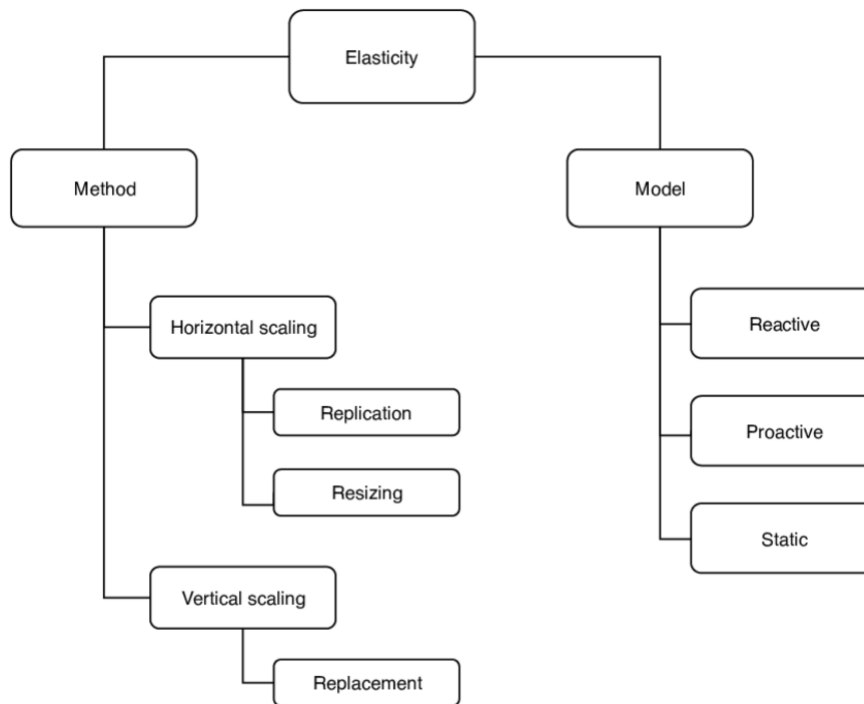 Elasticity
Method
Model
Horizontal scaling
Replication
Resizing
Vertical scaling
Replacement
Reactive
Proactive
Static